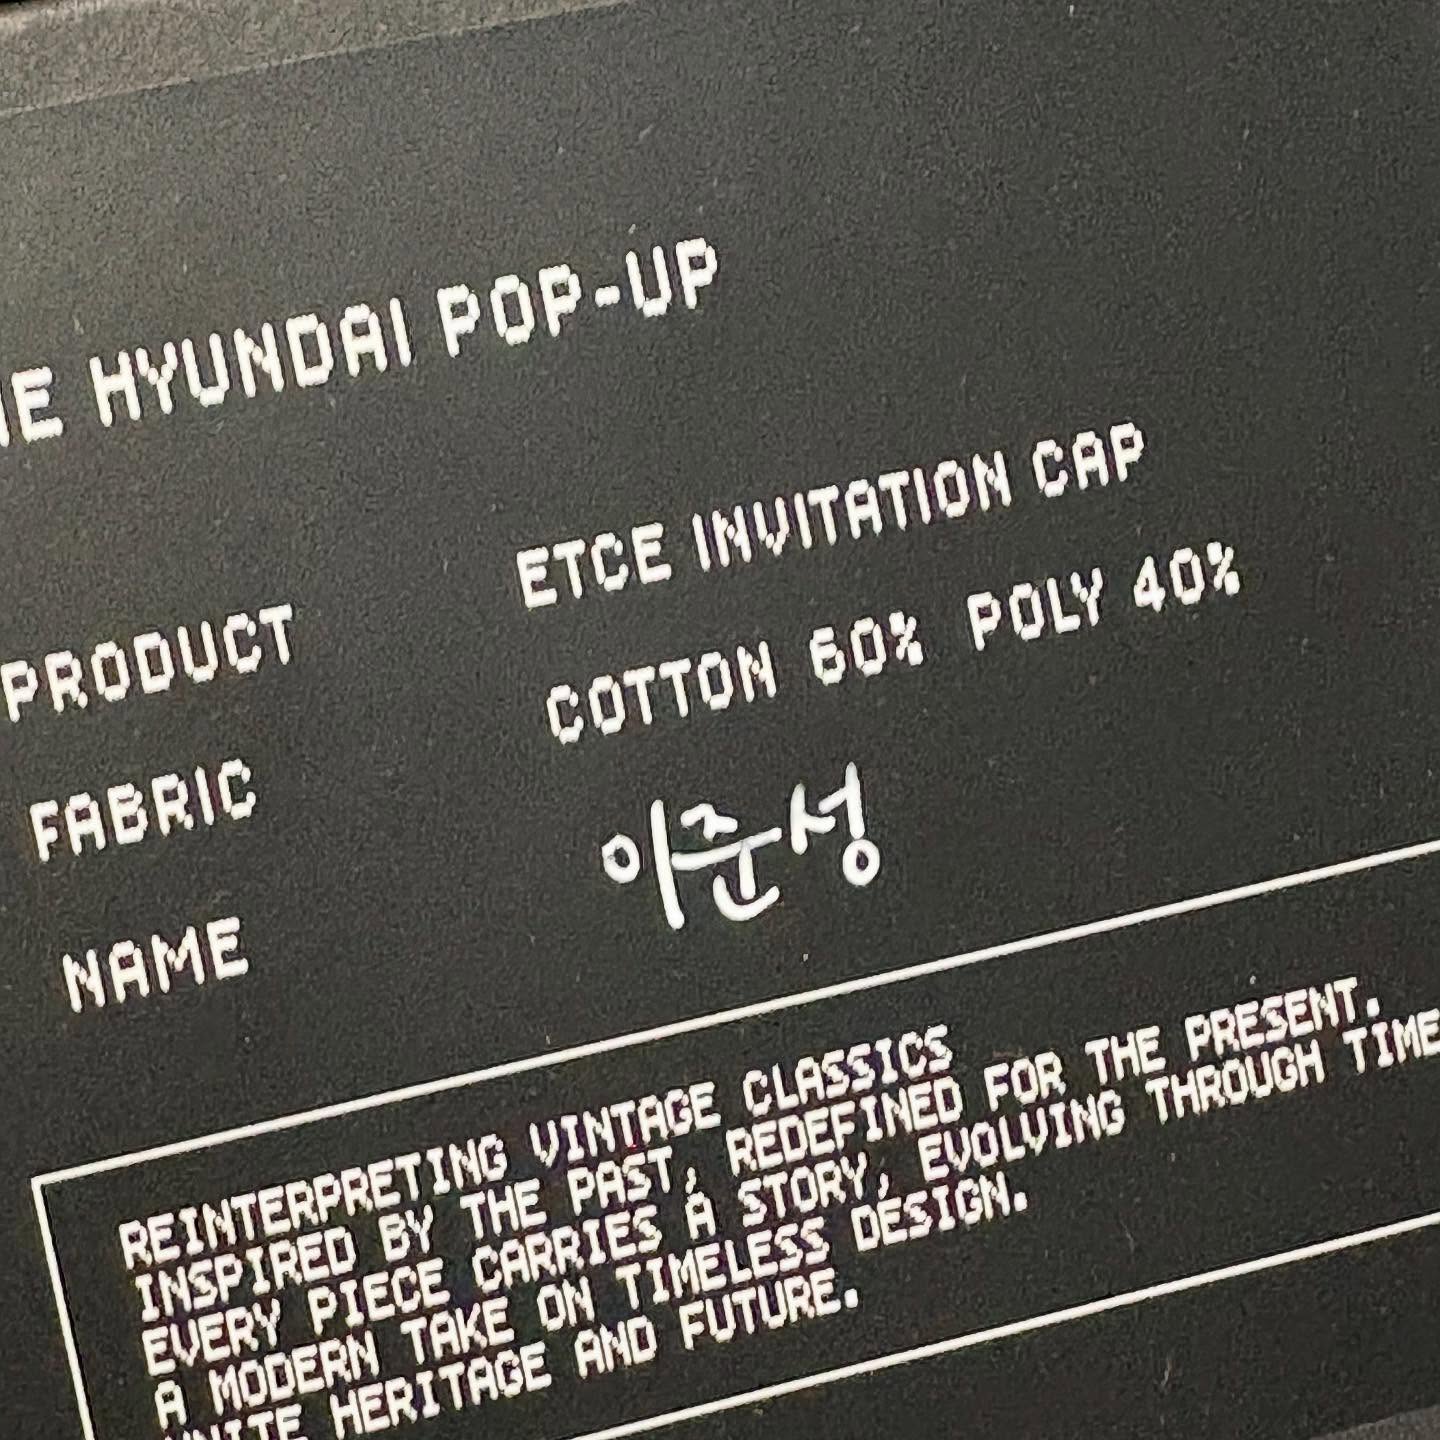 HE HYUNDAI POP-UP
PRODUCT ETCE INVITATION CAP
FABRIC COTTON 60% POLY 40%
NAME 이준성
REINTERPRETING VINTAGE CLASSICS
INSPIRED BY THE PAST, REDEFINED FOR THE PRESENT.
EVERY PIECE CARRIES A STORY, EVOLVING THROUGH TIME
A MODERN TAKE ON TIMELESS DESIGN.
UNITE HERITAGE AND FUTURE.